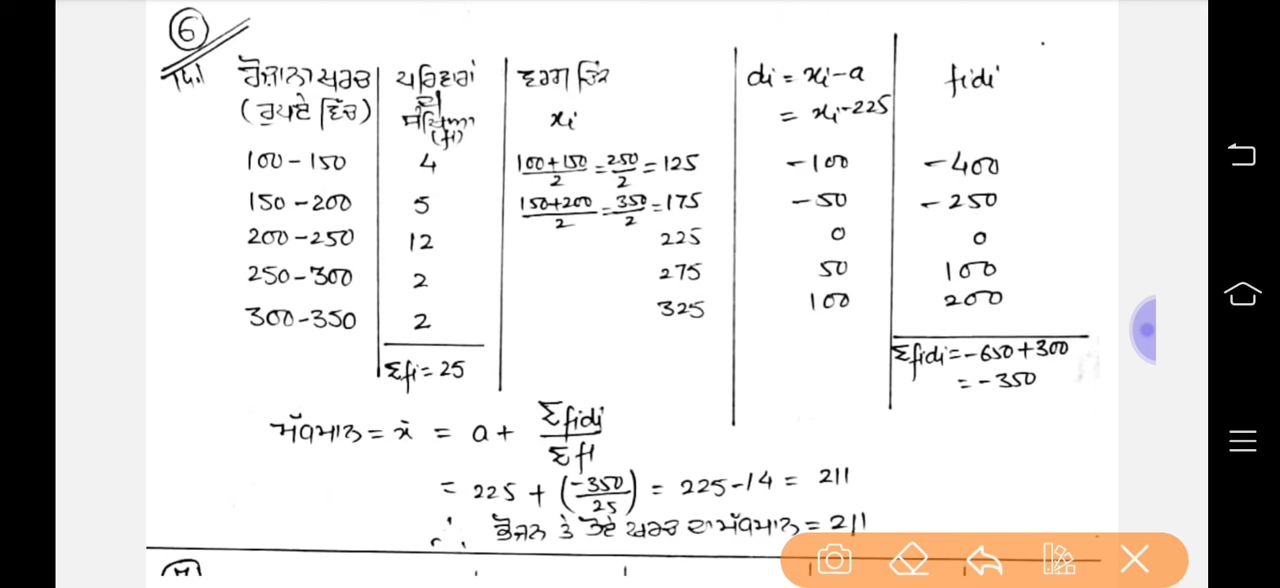 6
ਰੋਜ਼ਾਨਾ ਖਰਚ ਪਰਿਵਾਰਾਂ ਵਰਗ ਚਿੰਨ੍ਹ di = xi - a fidi
(ਰੁਪਏ ਵਿੱਚ) ਦੀ ਸੰਖਿਆ (fi) xi = xi - 225
100 - 150 4 (100+150)/2 = 250/2 = 125 -100 -400
150 - 200 5 (150+200)/2 = 350/2 = 175 -50 -250
200 - 250 12 225 0 0
250 - 300 2 275 50 100
300 - 350 2 325 100 200
Σfi = 25 Σfidi = -650 + 300
= -350
ਮੱਧਮਾਨ = x̄ = a + Σfidi/Σfi
= 225 + (-350/25) = 225 - 14 = 211
∴ ਭੋਜਨ ਤੇ ਹੋਏ ਖਰਚ ਦਾ ਮੱਧਮਾਨ = 211